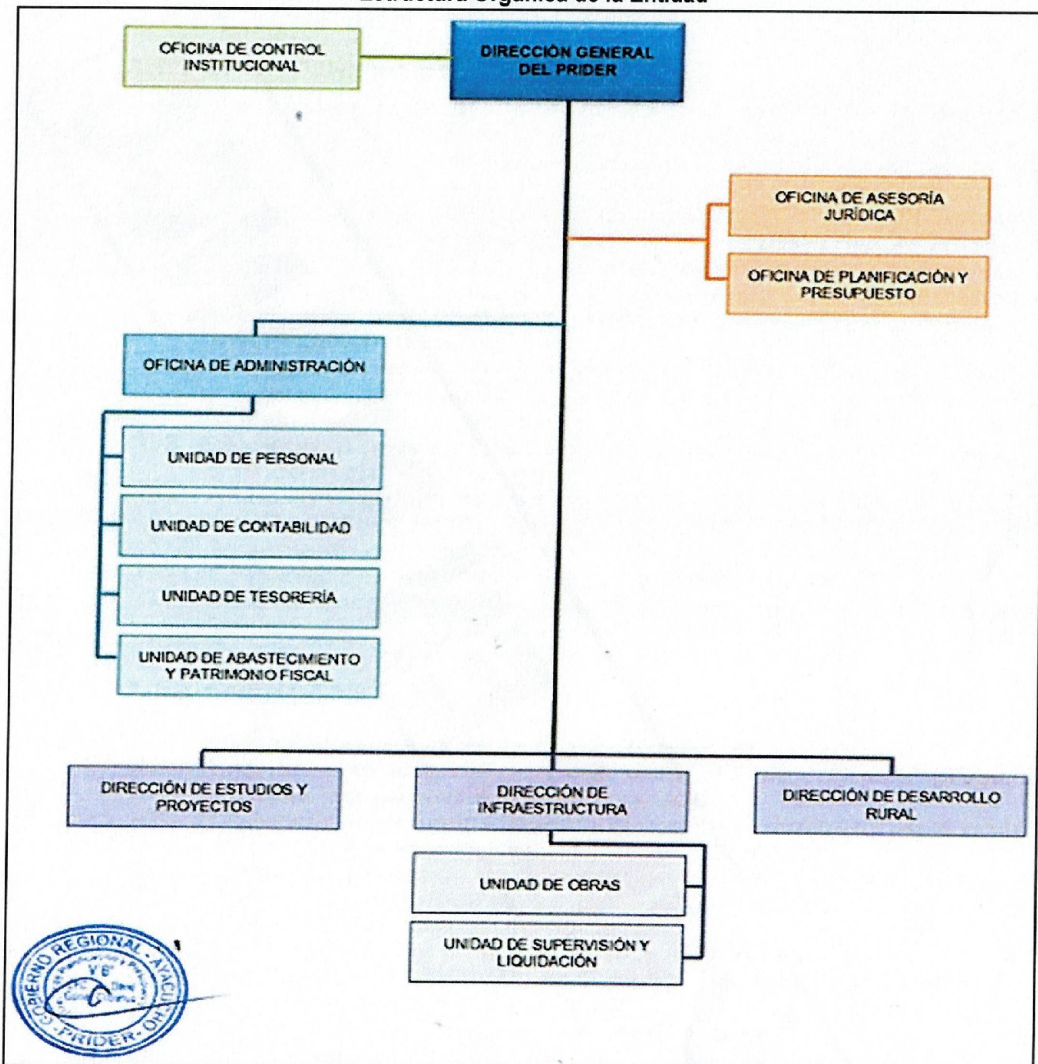 Estructura Orgánica de la Entidad
OFICINA DE CONTROL
INSTITUCIONAL
DIRECCIÓN GENERAL
DEL PRIDER
OFICINA DE ASESORÍA
JURÍDICA
OFICINA DE PLANIFICACIÓN Y
PRESUPUESTO
OFICINA DE ADMINISTRACIÓN
UNIDAD DE PERSONAL
UNIDAD DE CONTABILIDAD
UNIDAD DE TESORERÍA
UNIDAD DE ABASTECIMIENTO
Y PATRIMONIO FISCAL
DIRECCIÓN DE ESTUDIOS Y
PROYECTOS
DIRECCIÓN DE
INFRAESTRUCTURA
DIRECCIÓN DE DESARROLLO
RURAL
UNIDAD DE OBRAS
UNIDAD DE SUPERVISIÓN Y
LIQUIDACIÓN
GOBIERNO REGIONAL - AYACUCHO
V B°
- PRIDER -